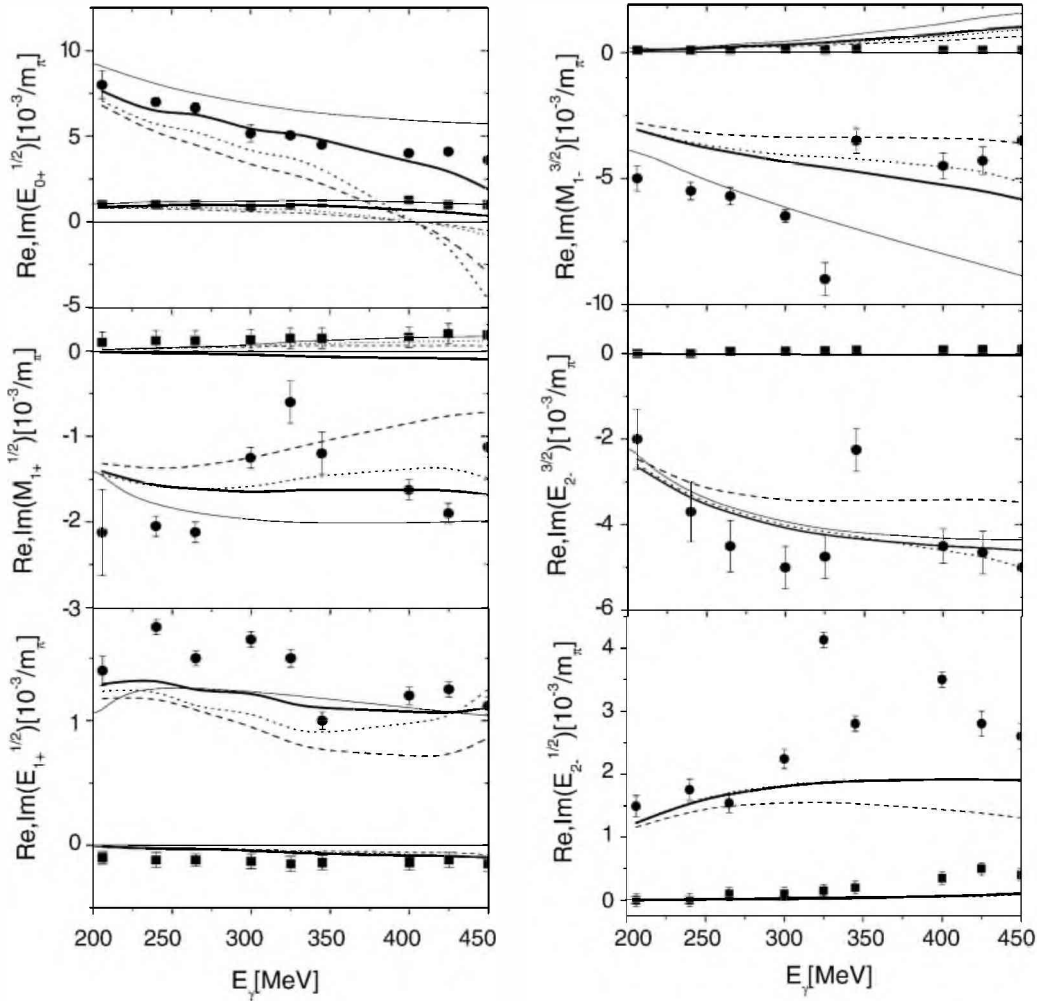 Re,Im(E0+^1/2)[10^-3/mπ]
10
5
0
-5
Re,Im(M1+^1/2)[10^-3/mπ]
0
-1
-2
-3
Re,Im(E1+^1/2)[10^-3/mπ]
1
0
200 250 300 350 400 450
Eγ[MeV]
Re,Im(M1-^3/2)[10^-3/mπ]
0
-5
-10
Re,Im(E2-^3/2)[10^-3/mπ]
0
-2
-4
-6
Re,Im(E2-^1/2)[10^-3/mπ]
4
3
2
1
0
200 250 300 350 400 450
Eγ[MeV]